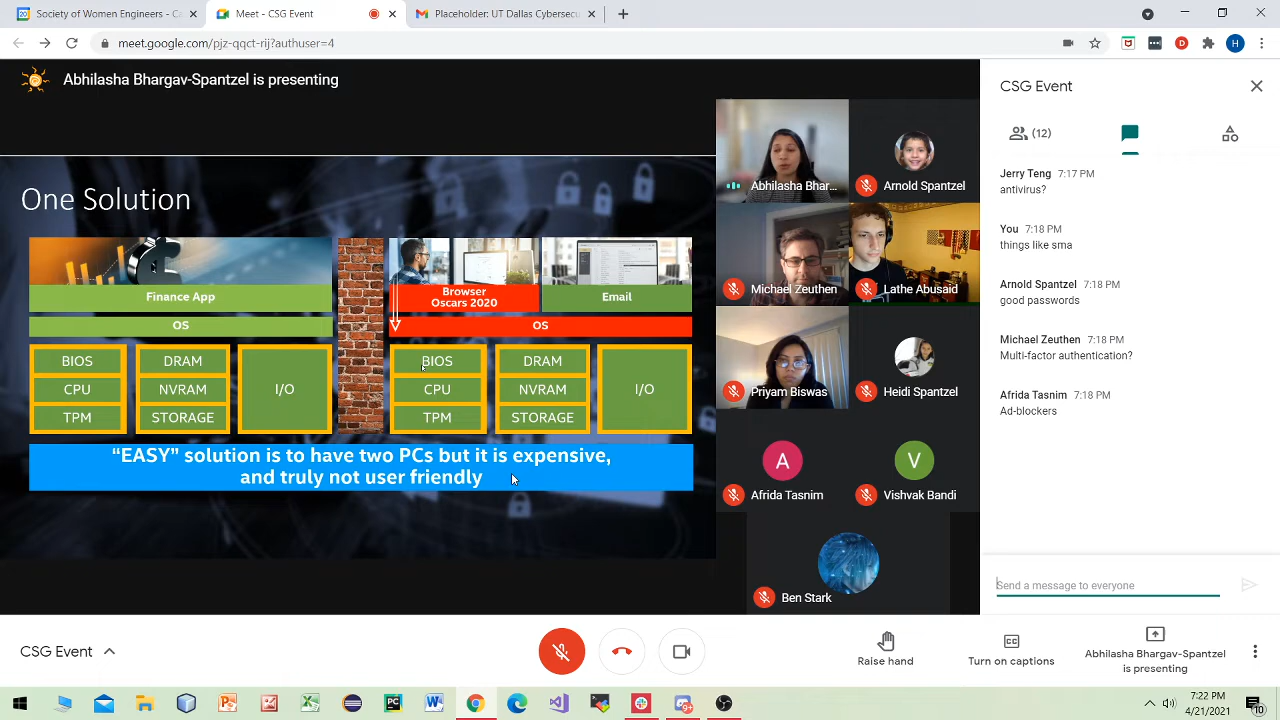 Society of Women Engineers - C
Meet - CSG Event
Placeholder: UT Dallas Cybersecu
meet.google.com/pjz-qqct-rij?authuser=4
Abhilasha Bhargav-Spantzel is presenting
CSG Event
(12)
One Solution
Finance App
OS
BIOS
DRAM
I/O
CPU
NVRAM
TPM
STORAGE
Browser
Oscars 2020
Email
OS
BIOS
DRAM
I/O
CPU
NVRAM
TPM
STORAGE
“EASY” solution is to have two PCs but it is expensive,
and truly not user friendly
Abhilasha Bhar...
Arnold Spantzel
Michael Zeuthen
Lathe Abusaid
Priyam Biswas
Heidi Spantzel
A
Afrida Tasnim
V
Vishvak Bandi
Ben Stark
Jerry Teng 7:17 PM
antivirus?
You 7:18 PM
things like sma
Arnold Spantzel 7:18 PM
good passwords
Michael Zeuthen 7:18 PM
Multi-factor authentication?
Afrida Tasnim 7:18 PM
Ad-blockers
Send a message to everyone
CSG Event
Raise hand
Turn on captions
Abhilasha Bhargav-Spantzel
is presenting
7:22 PM
4/21/2021